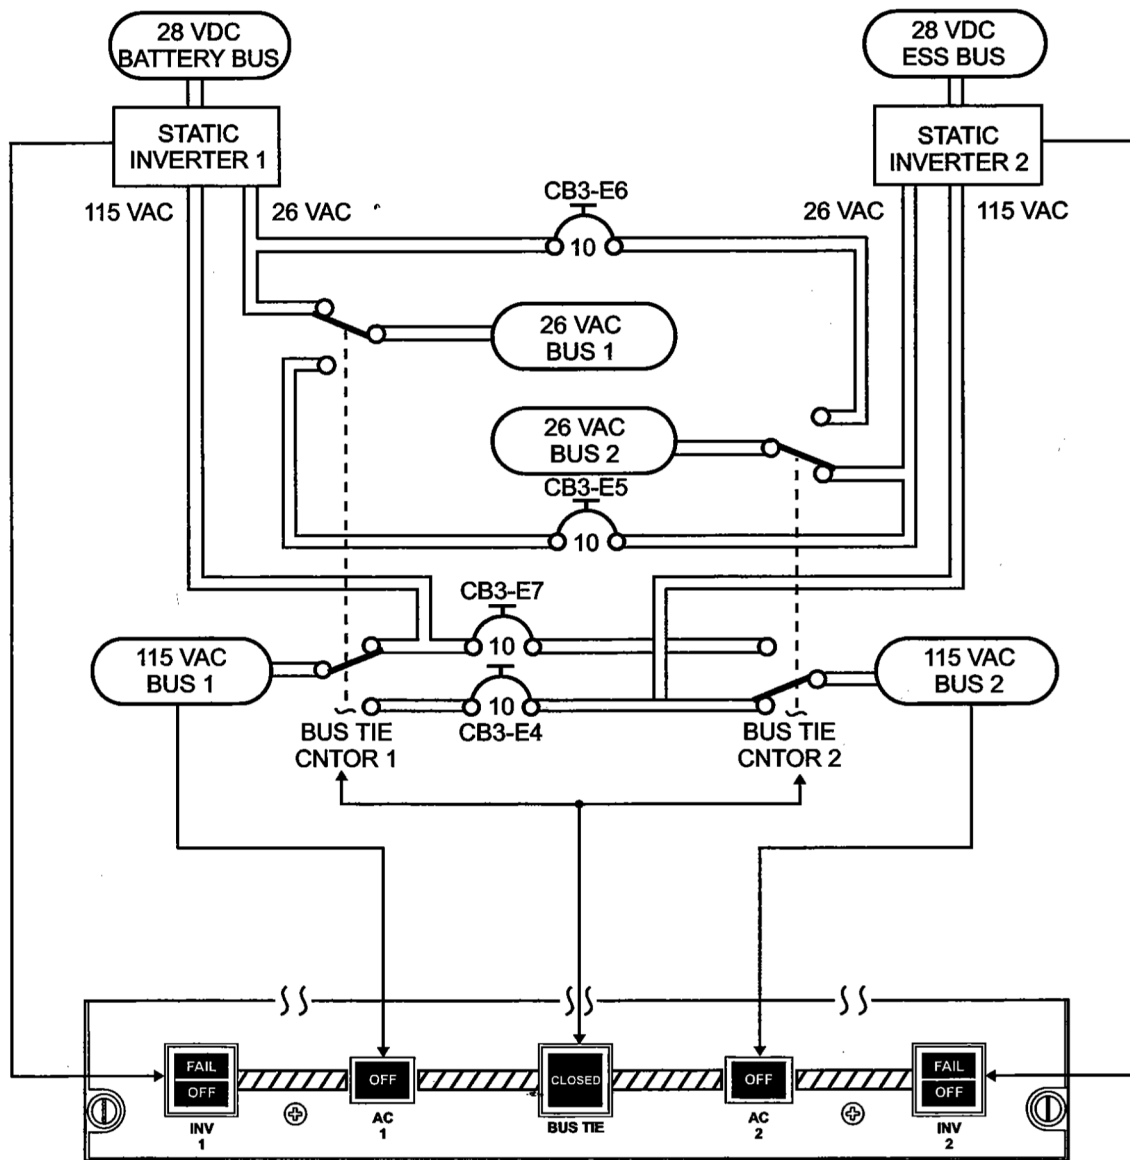 28 VDC
BATTERY BUS
28 VDC
ESS BUS
STATIC
INVERTER 1
STATIC
INVERTER 2
115 VAC
26 VAC
CB3-E6
10
26 VAC
115 VAC
26 VAC
BUS 1
26 VAC
BUS 2
CB3-E5
10
CB3-E7
10
115 VAC
BUS 1
115 VAC
BUS 2
10
CB3-E4
BUS TIE
CNTOR 1
BUS TIE
CNTOR 2
FAIL
OFF
OFF
CLOSED
OFF
FAIL
OFF
INV
1
AC
1
BUS TIE
AC
2
INV
2